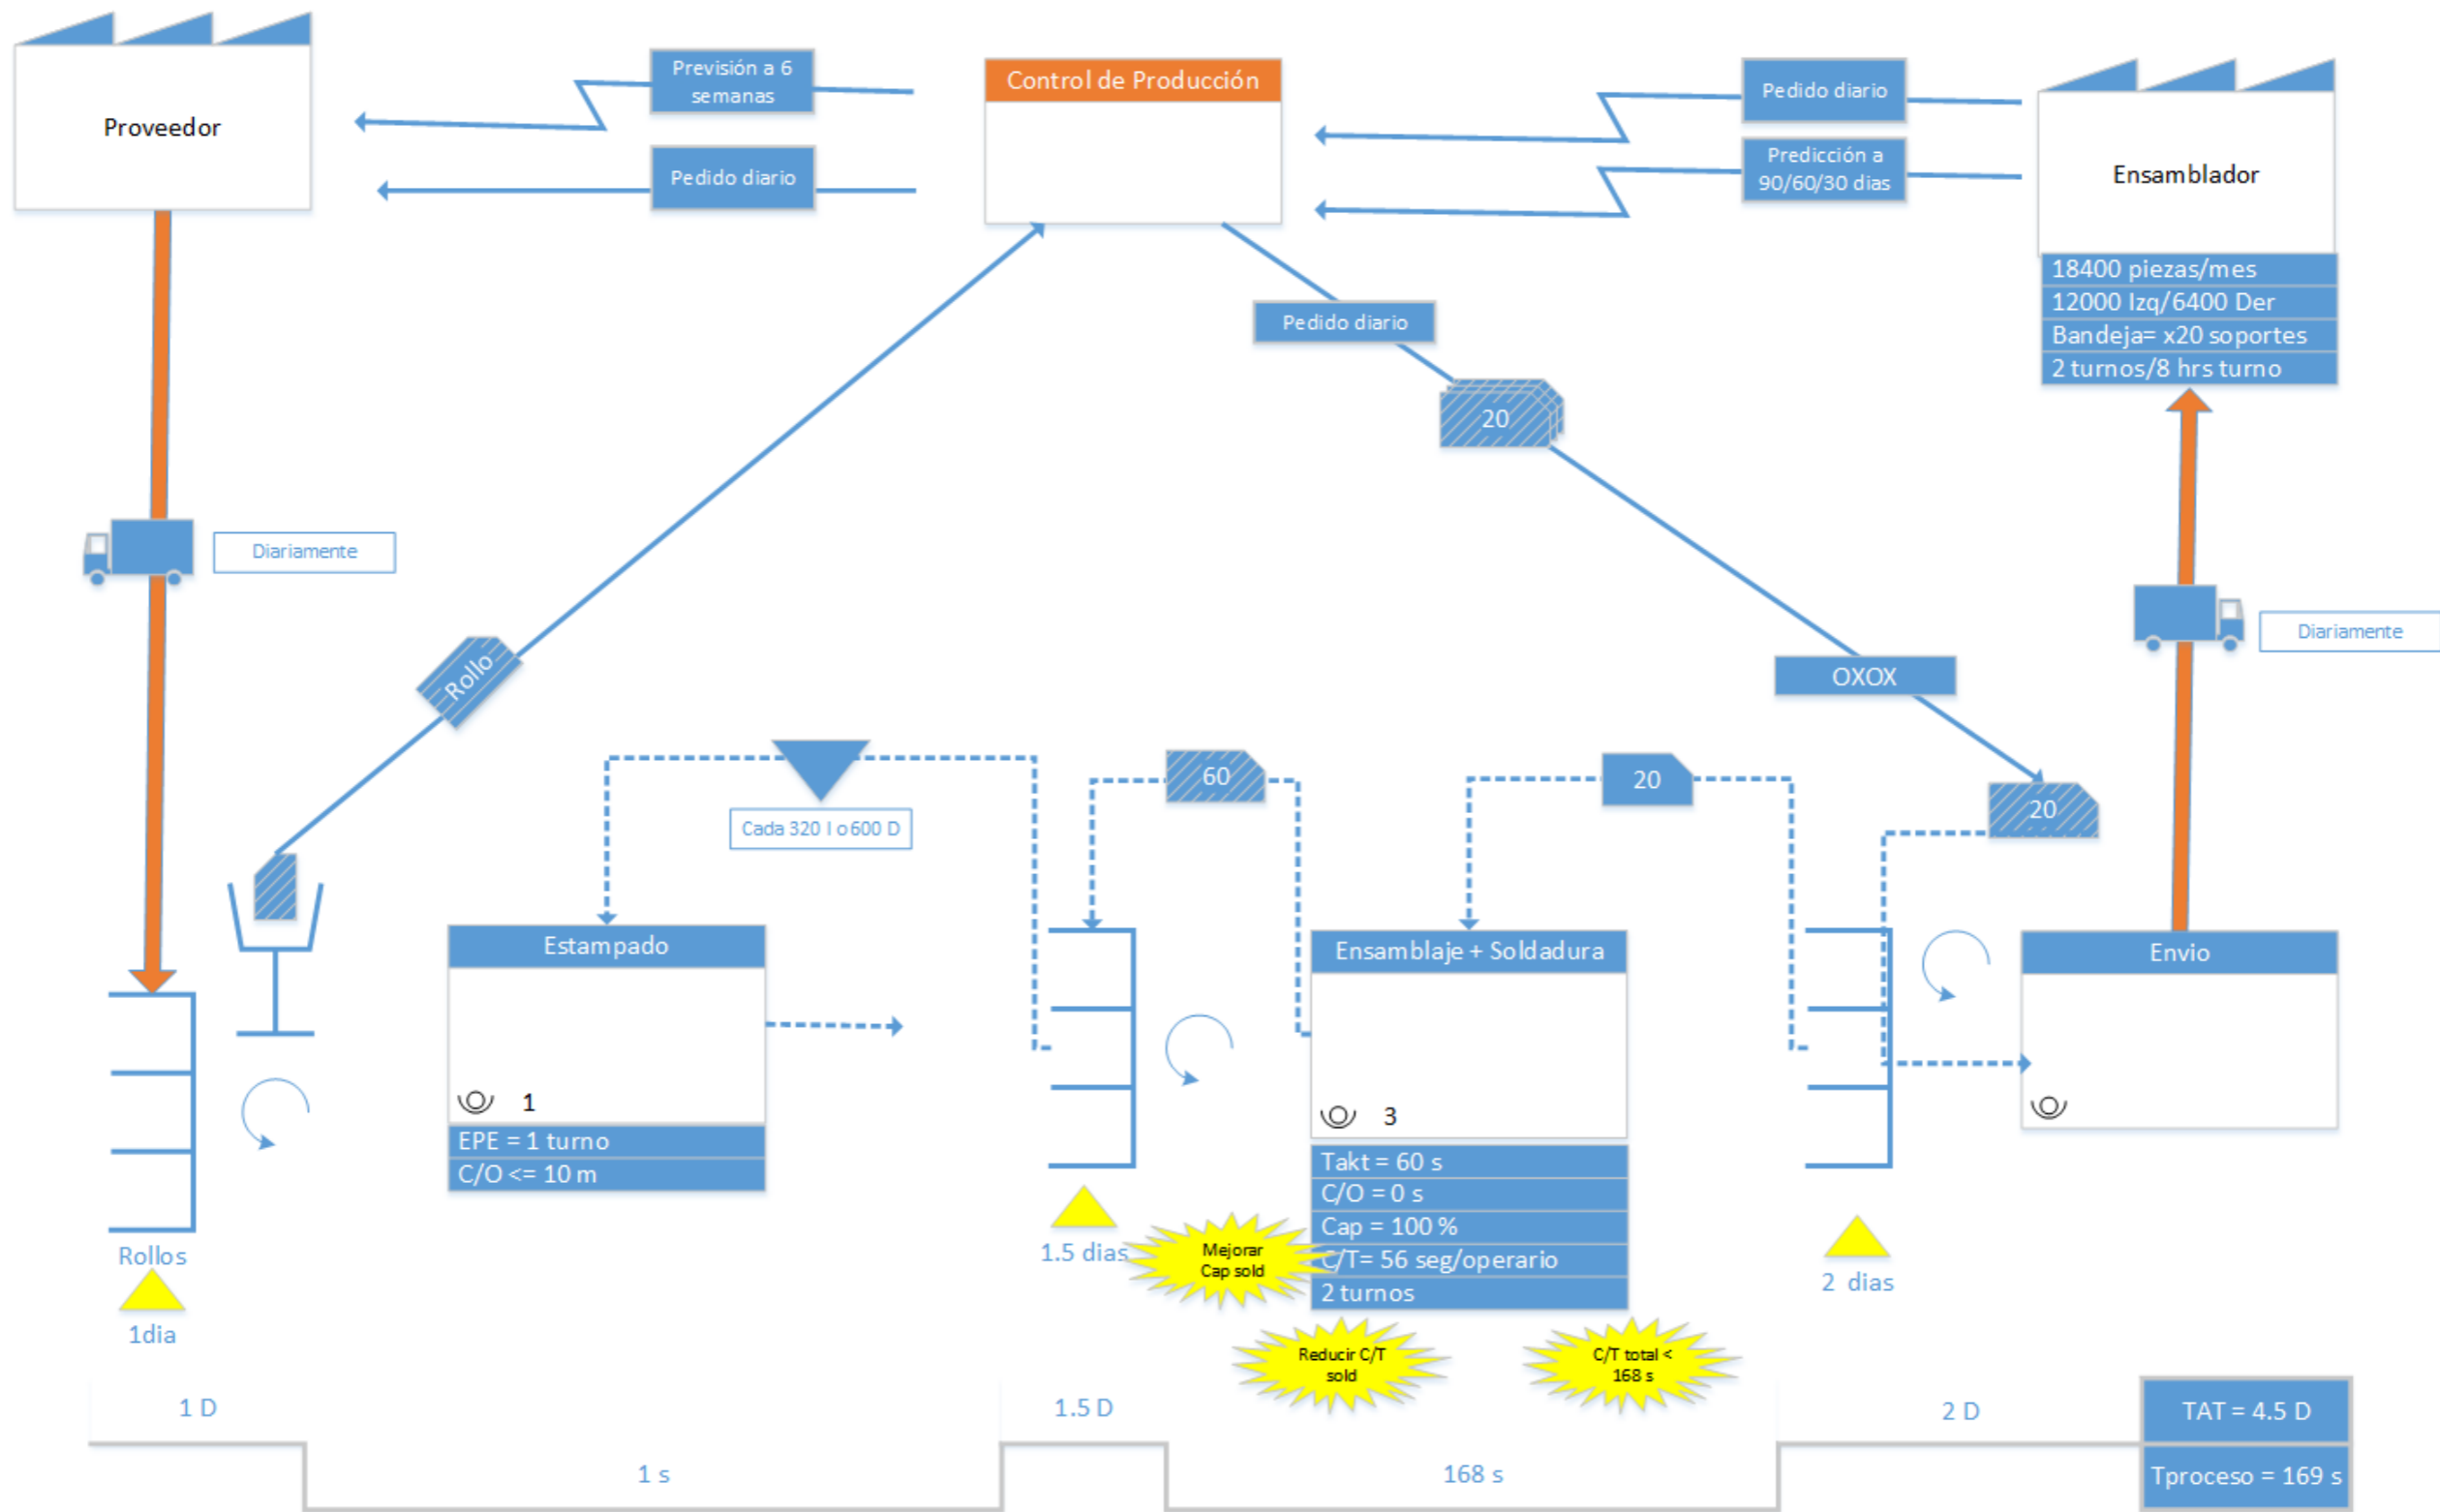 Proveedor
Previsión a 6
semanas
Pedido diario
Control de Producción
Pedido diario
Predicción a
90/60/30 dias
Ensamblador
18400 piezas/mes
12000 Izq/6400 Der
Bandeja= x20 soportes
2 turnos/8 hrs turno
Pedido diario
20
Diariamente
Diariamente
Rollo
OXOX
Cada 320 I o 600 D
60
20
20
Estampado
1
EPE = 1 turno
C/O <= 10 m
Ensamblaje + Soldadura
3
Takt = 60 s
C/O = 0 s
Cap = 100 %
C/T= 56 seg/operario
2 turnos
Envio
Rollos
1dia
1.5 dias
Mejorar
Cap sold
2 dias
Reducir C/T
sold
C/T total <
168 s
1 D
1.5 D
2 D
TAT = 4.5 D
1 s
168 s
Tproceso = 169 s